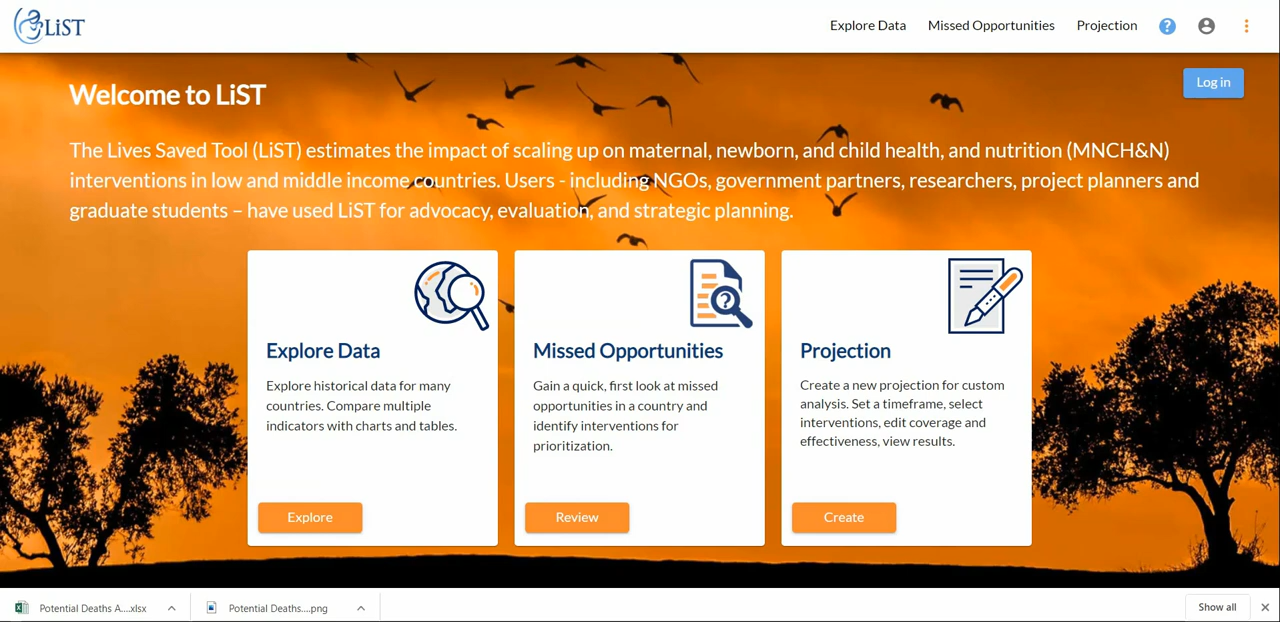 LiST
Explore Data
Missed Opportunities
Projection
?
Log in
Welcome to LiST
The Lives Saved Tool (LiST) estimates the impact of scaling up on maternal, newborn, and child health, and nutrition (MNCH&N)
interventions in low and middle income countries. Users - including NGOs, government partners, researchers, project planners and
graduate students – have used LiST for advocacy, evaluation, and strategic planning.
Explore Data
Explore historical data for many
countries. Compare multiple
indicators with charts and tables.
Explore
?
Missed Opportunities
Gain a quick, first look at missed
opportunities in a country and
identify interventions for
prioritization.
Review
Projection
Create a new projection for custom
analysis. Set a timeframe, select
interventions, edit coverage and
effectiveness, view results.
Create
Potential Deaths A....xlsx
Potential Deaths....png
Show all